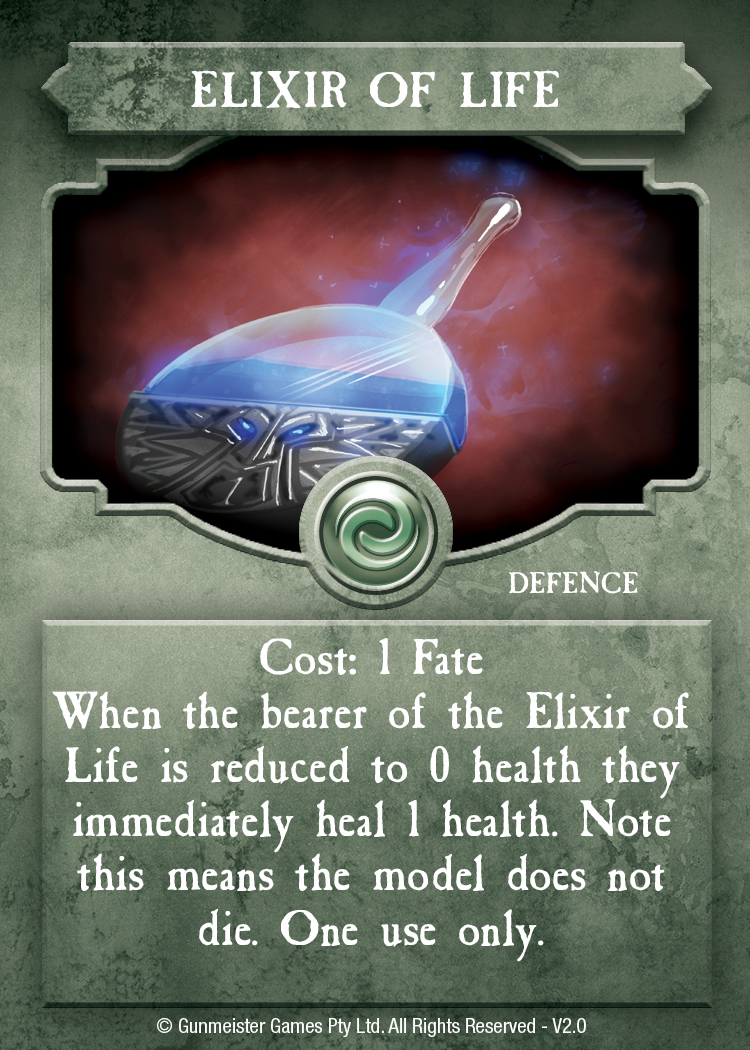 ELIXIR OF LIFE
DEFENCE
Cost: 1 Fate
When the bearer of the Elixir of
Life is reduced to 0 health they
immediately heal 1 health. Note
this means the model does not
die. One use only.
© Gunmeister Games Pty Ltd. All Rights Reserved - V2.0